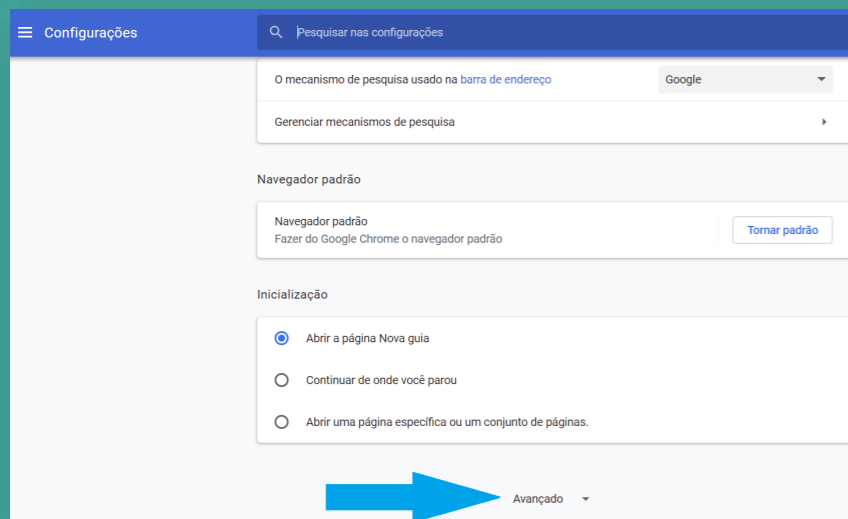 Configurações
Pesquisar nas configurações
O mecanismo de pesquisa usado na barra de endereço
Google
Gerenciar mecanismos de pesquisa
Navegador padrão
Navegador padrão
Fazer do Google Chrome o navegador padrão
Tornar padrão
Inicialização
Abrir a página Nova guia
Continuar de onde você parou
Abrir uma página específica ou um conjunto de páginas.
Avançado